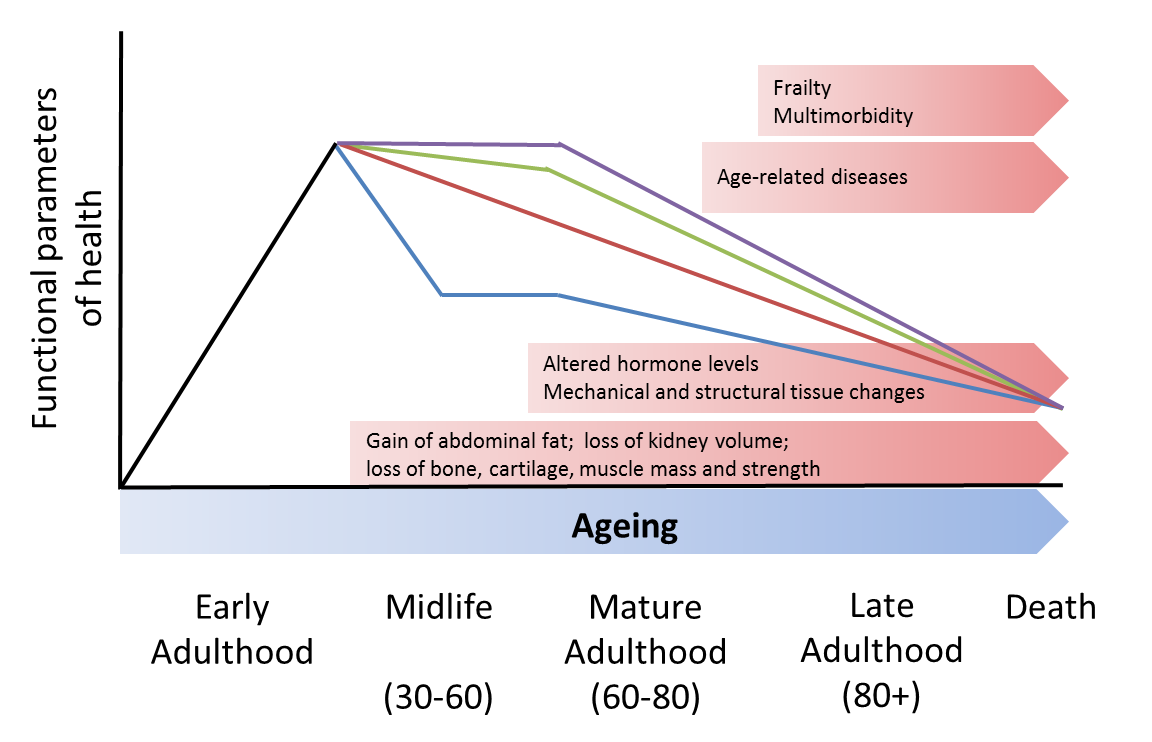 Functional parameters
of health
Frailty
Multimorbidity
Age-related diseases
Altered hormone levels
Mechanical and structural tissue changes
Gain of abdominal fat;  loss of kidney volume;
loss of bone, cartilage, muscle mass and strength
Ageing
Early
Adulthood
Midlife
(30-60)
Mature
Adulthood
(60-80)
Late
Adulthood
(80+)
Death